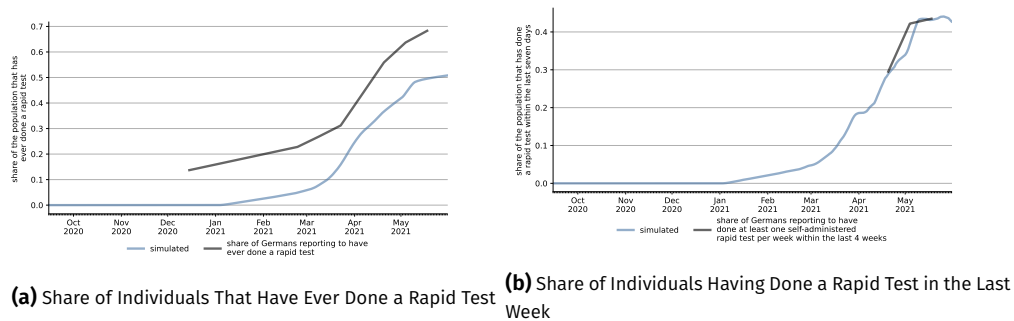 share of the population that has
ever done a rapid test
0.7
0.6
0.5
0.4
0.3
0.2
0.1
0.0
Oct
2020
Nov
2020
Dec
2020
Jan
2021
Feb
2021
Mar
2021
Apr
2021
May
2021
simulated
share of Germans reporting to have
ever done a rapid test
(a) Share of Individuals That Have Ever Done a Rapid Test
share of the population that has done
a rapid test within the last seven days
0.4
0.3
0.2
0.1
0.0
Oct
2020
Nov
2020
Dec
2020
Jan
2021
Feb
2021
Mar
2021
Apr
2021
May
2021
simulated
share of Germans reporting to have
done at least one self-administered
rapid test per week within the last 4 weeks
(b) Share of Individuals Having Done a Rapid Test in the Last
Week